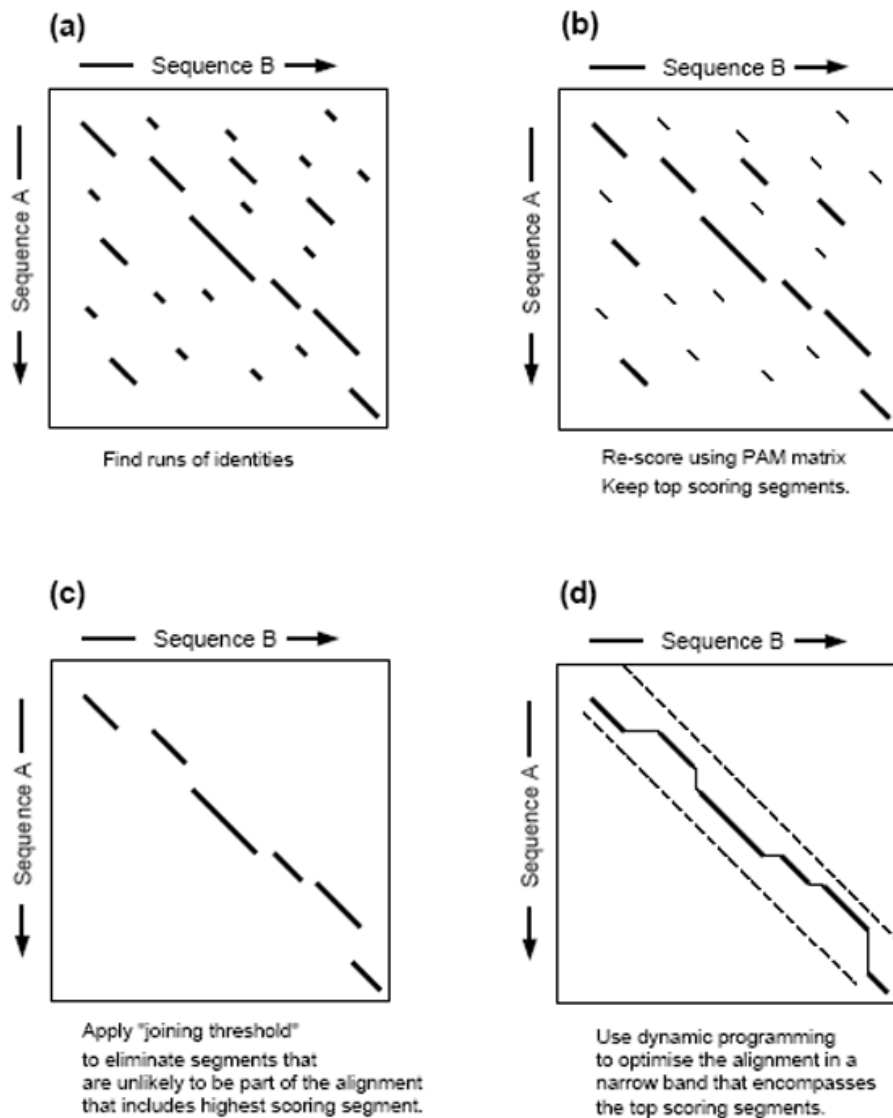 (a)
Sequence B
Sequence A
Find runs of identities
(b)
Sequence B
Sequence A
Re-score using PAM matrix
Keep top scoring segments.
(c)
Sequence B
Sequence A
Apply "joining threshold"
to eliminate segments that
are unlikely to be part of the alignment
that includes highest scoring segment.
(d)
Sequence B
Sequence A
Use dynamic programming
to optimise the alignment in a
narrow band that encompasses
the top scoring segments.